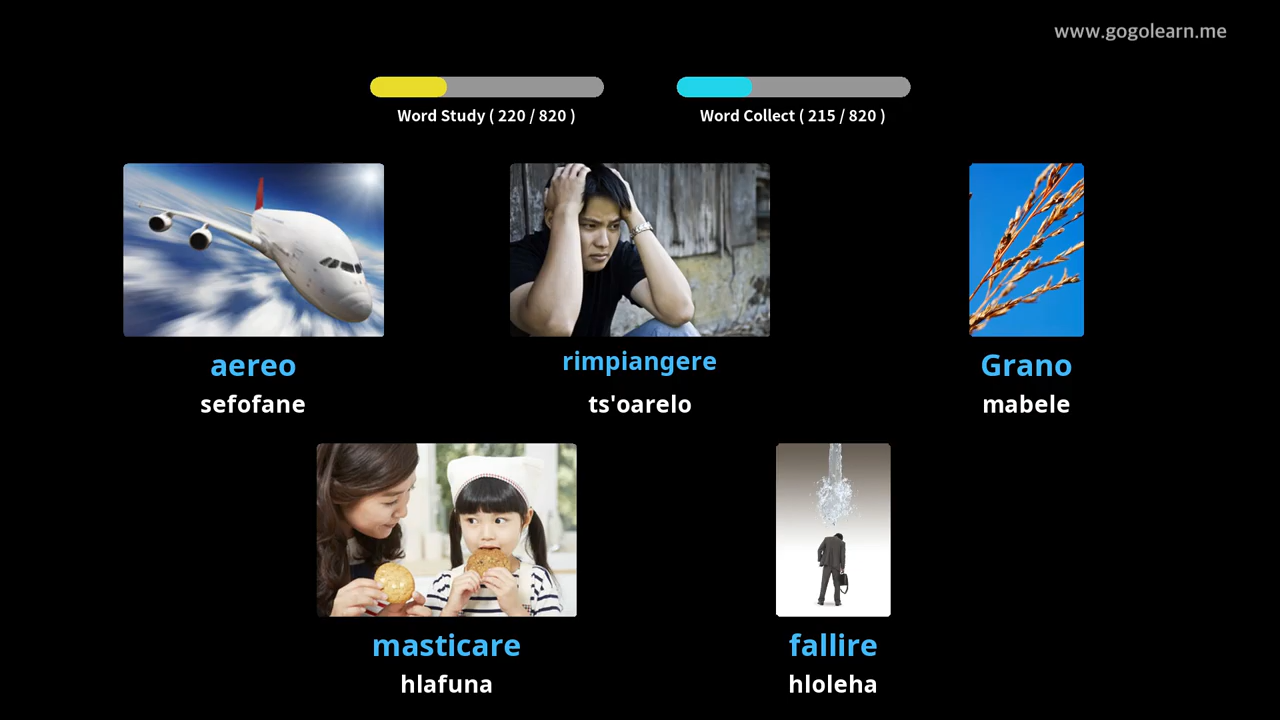 www.gogolearn.me
Word Study ( 220 / 820 )
Word Collect ( 215 / 820 )
aereo
sefofane
rimpiangere
ts'oarelo
Grano
mabele
masticare
hlafuna
fallire
hloleha